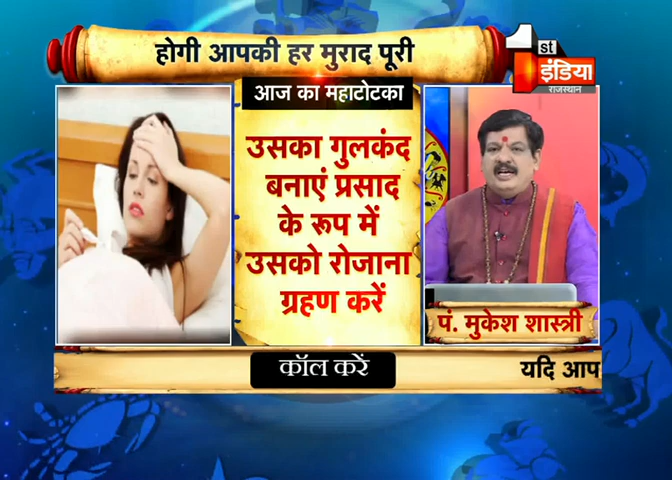 होगी आपकी हर मुराद पूरी
1st
इंडिया
राजस्थान
आज का महाटोटका
उसका गुलकंद
बनाएं प्रसाद
के रूप में
उसको रोजाना
ग्रहण करें
पं. मुकेश शास्त्री
कॉल करें
यदि आप